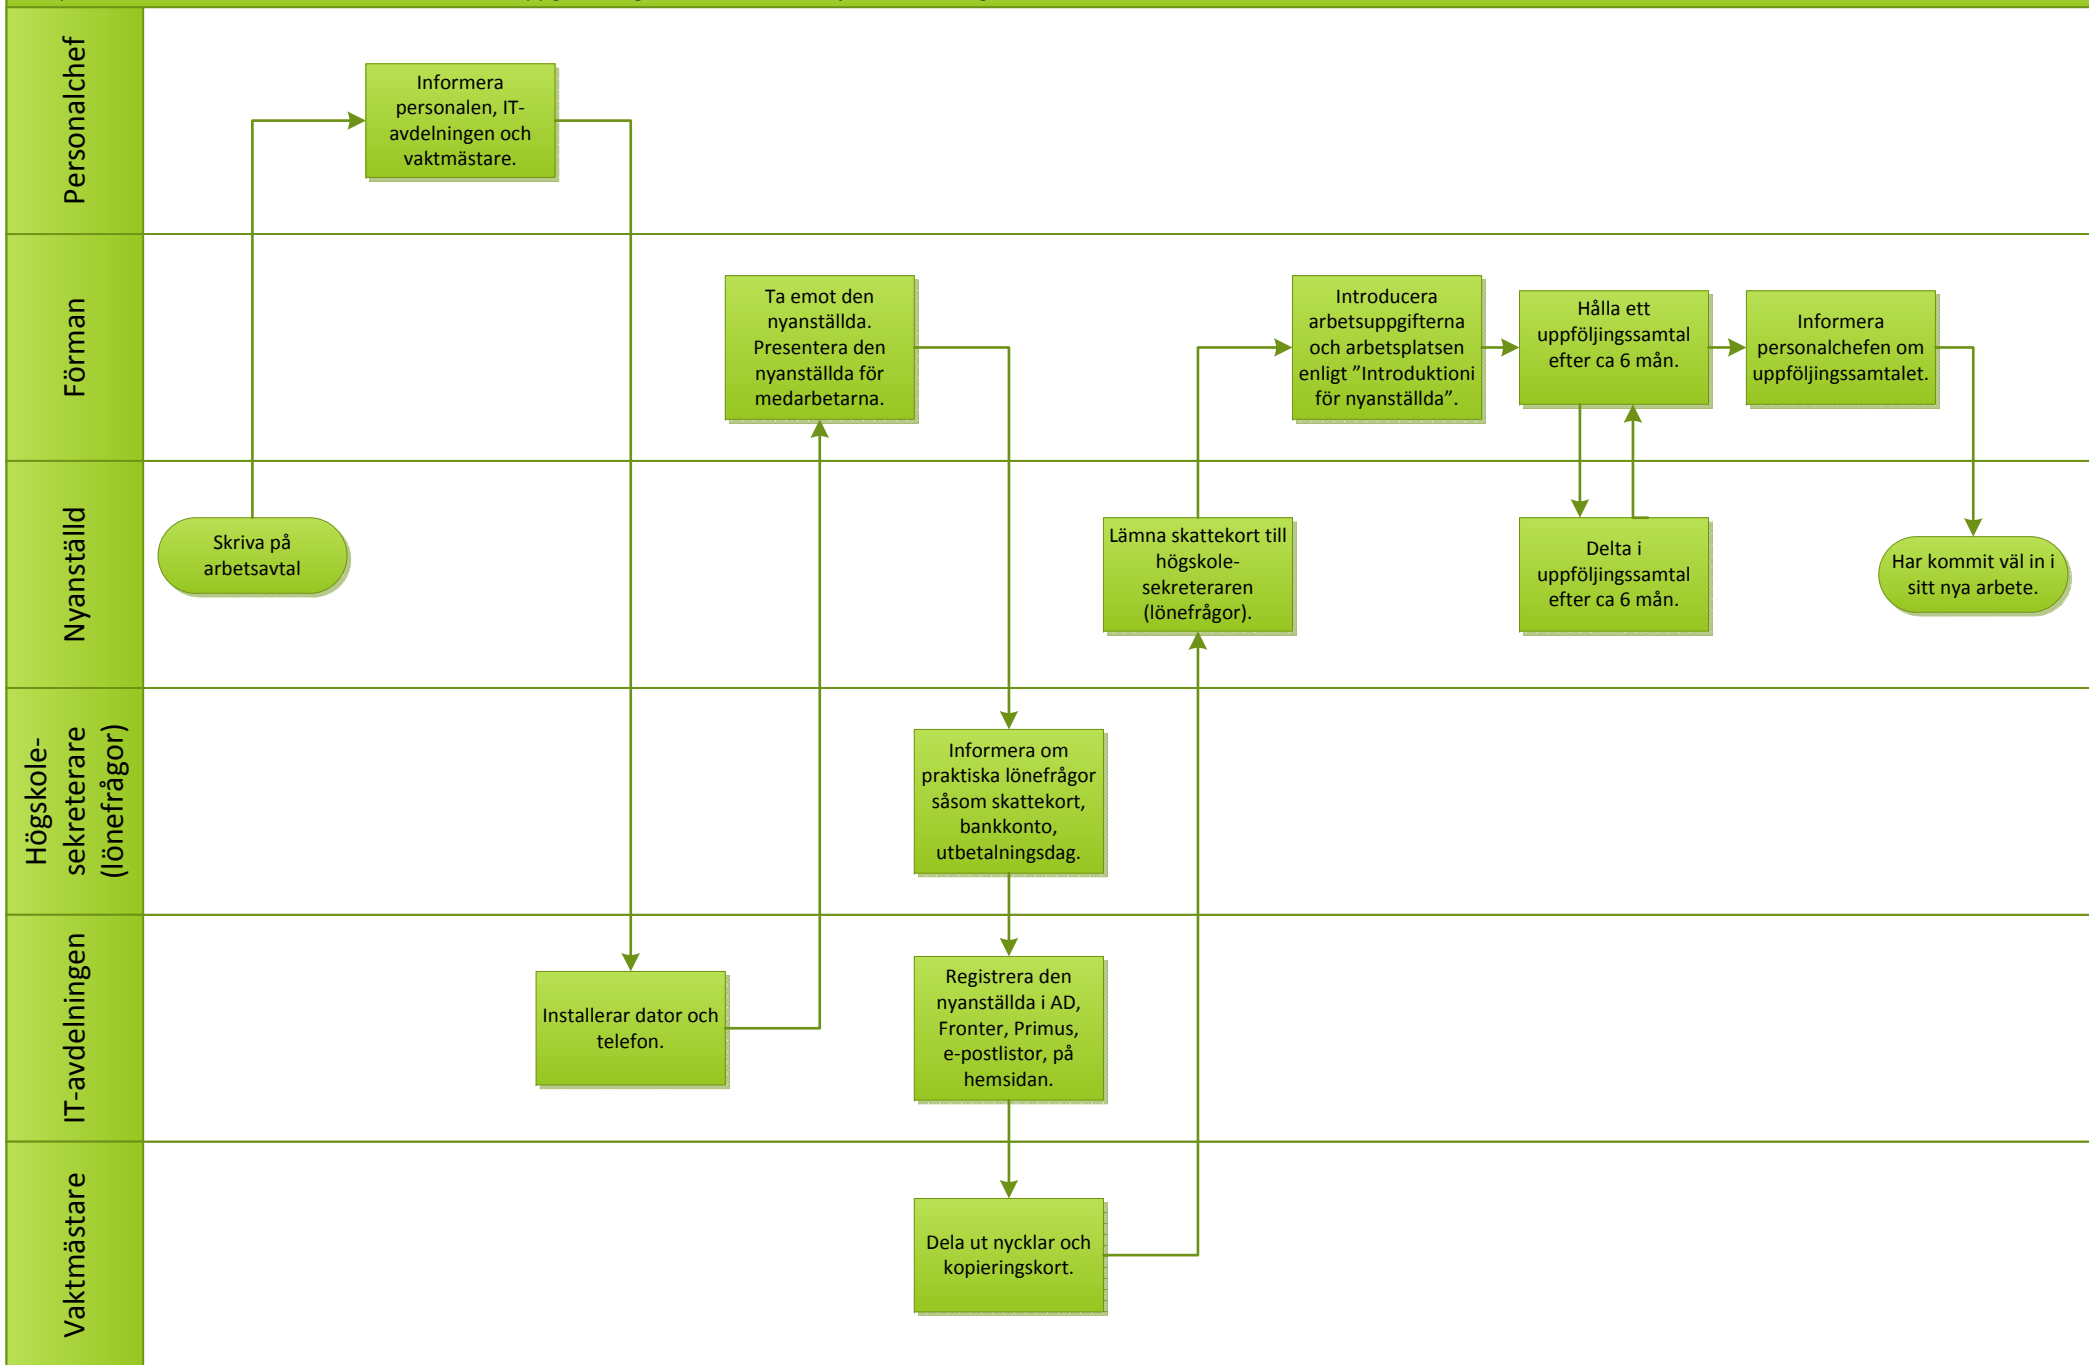 Personalchef
Informera
personalen, IT-
avdelningen och
vaktmästare.
Förman
Ta emot den
nyanställda.
Presentera den
nyanställda för
medarbetarna.
Introducera
arbetsuppgifterna
och arbetsplatsen
enligt ”Introduktioni
för nyanställda”.
Hålla ett
uppföljingssamtal
efter ca 6 mån.
Informera
personalchefen om
uppföljingssamtalet.
Nyanställd
Skriva på
arbetsavtal
Lämna skattekort till
högskole-
sekreteraren
(lönefrågor).
Delta i
uppföljingssamtal
efter ca 6 mån.
Har kommit väl in i
sitt nya arbete.
Högskole-
sekreterare
(lönefrågor)
Informera om
praktiska lönefrågor
såsom skattekort,
bankkonto,
utbetalningsdag.
IT-avdelningen
Installerar dator och
telefon.
Registrera den
nyanställda i AD,
Fronter, Primus,
e-postlistor, på
hemsidan.
Vaktmästare
Dela ut nycklar och
kopieringskort.